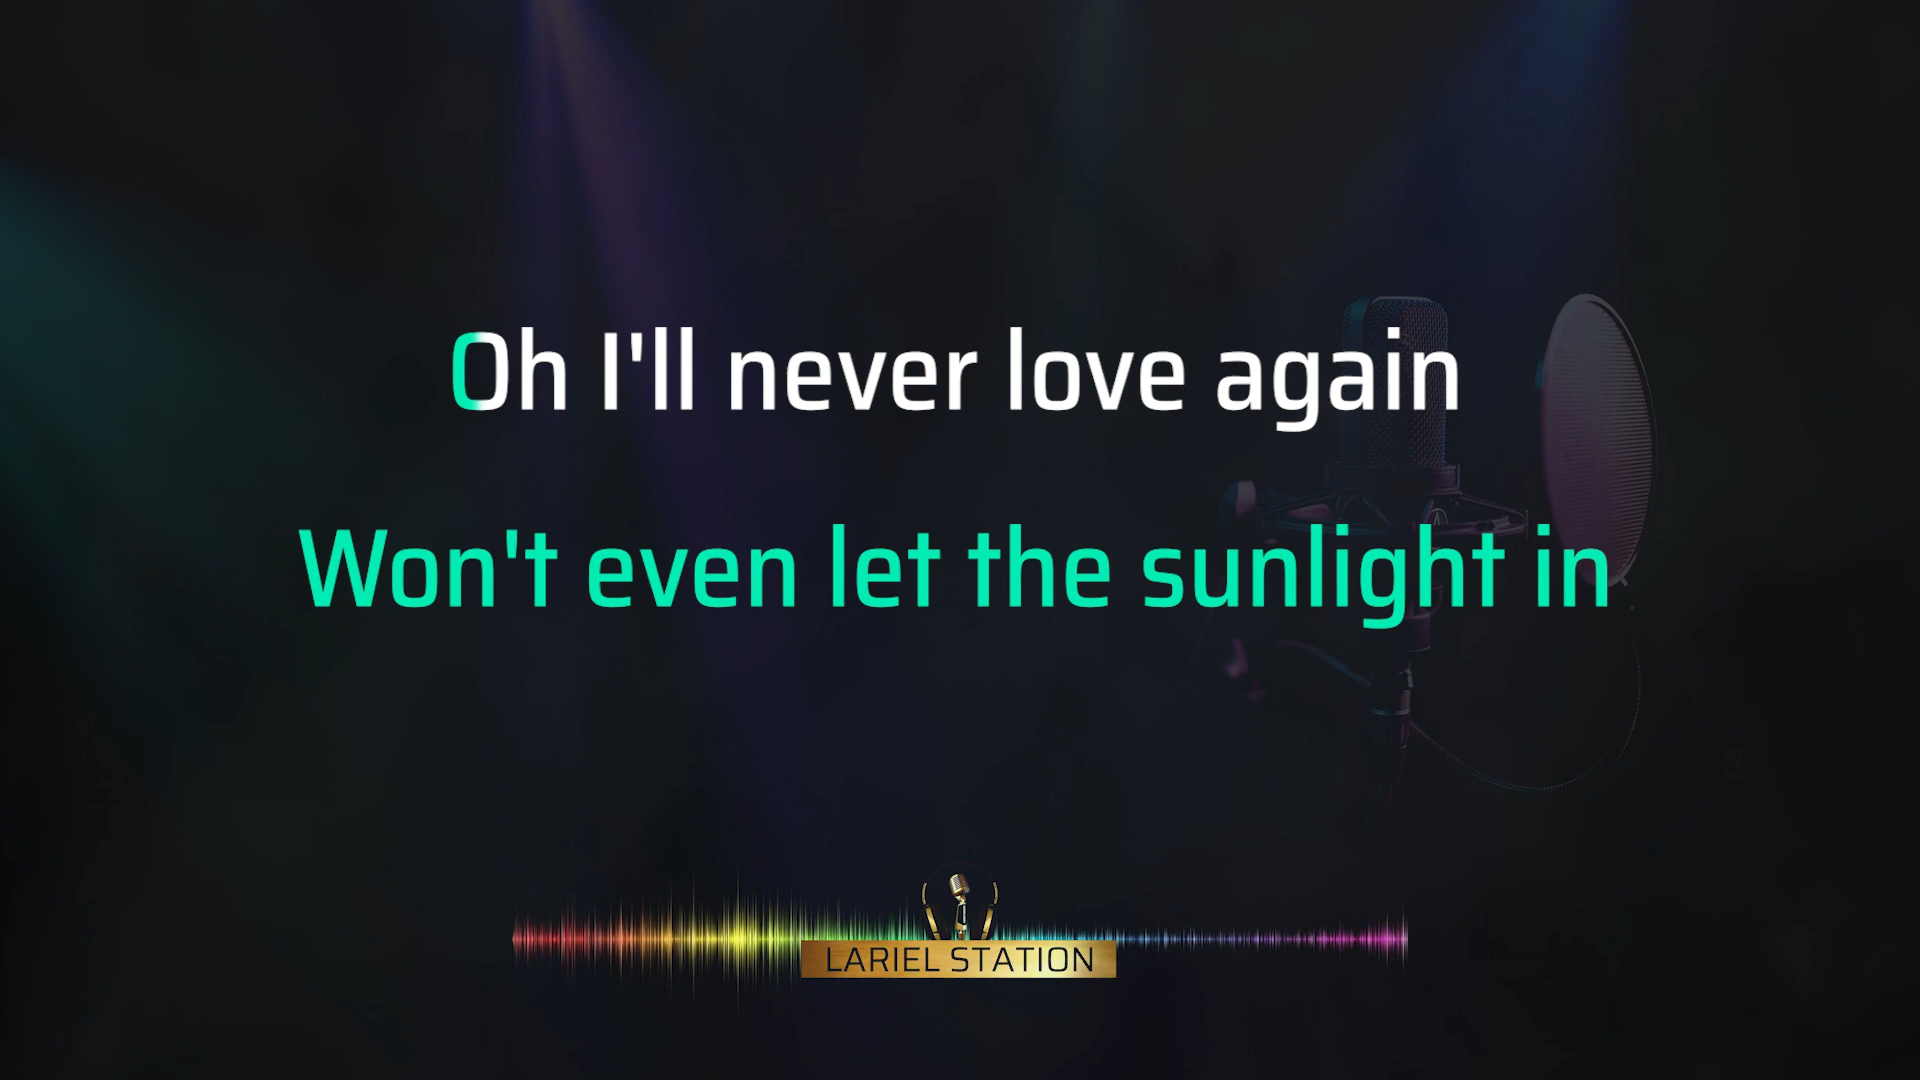 Oh I'll never love again
Won't even let the sunlight in
LARIEL STATION